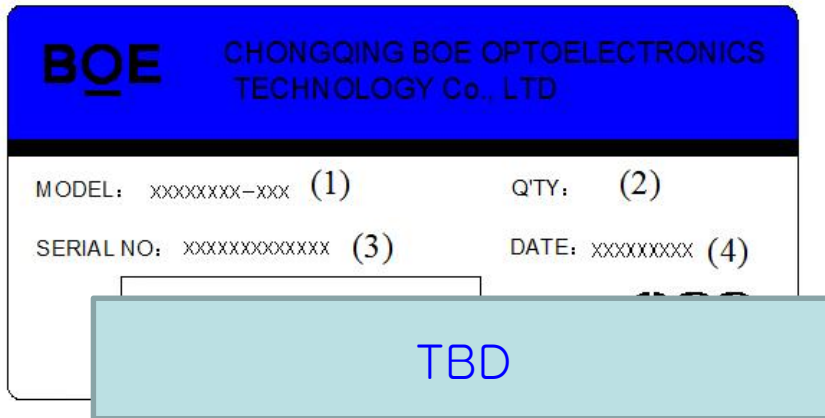 BOE
CHONGQING BOE OPTOELECTRONICS
TECHNOLOGY Co., LTD
MODEL: XXXXXXXX-XXX (1) Q'TY: (2)
SERIAL NO: XXXXXXXXXXXXX (3) DATE: XXXXXXXXX (4)
TBD